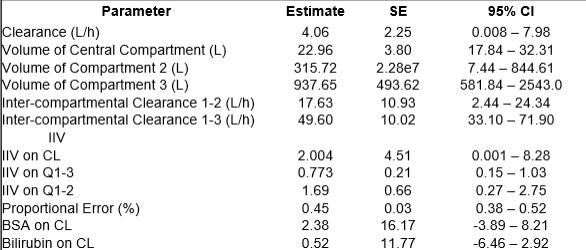 Parameter Estimate SE 95% CI
Clearance (L/h) 4.06 2.25 0.008 – 7.98
Volume of Central Compartment (L) 22.96 3.80 17.84 – 32.31
Volume of Compartment 2 (L) 315.72 2.28e7 7.44 – 844.61
Volume of Compartment 3 (L) 937.65 493.62 581.84 – 2543.0
Inter-compartmental Clearance 1-2 (L/h) 17.63 10.93 2.44 – 24.34
Inter-compartmental Clearance 1-3 (L/h) 49.60 10.02 33.10 – 71.90
IIV
IIV on CL 2.004 4.51 0.001 – 8.28
IIV on Q1-3 0.773 0.21 0.15 – 1.03
IIV on Q1-2 1.69 0.66 0.27 – 2.75
Proportional Error (%) 0.45 0.03 0.38 – 0.52
BSA on CL 2.38 16.17 -3.89 – 8.21
Bilirubin on CL 0.52 11.77 -6.46 – 2.92